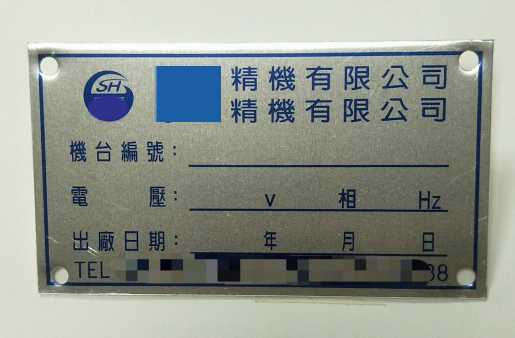 SH
精機有限公司
精機有限公司
機台編號：
電　壓： V 相 Hz
出廠日期： 年 月 日
TEL 38